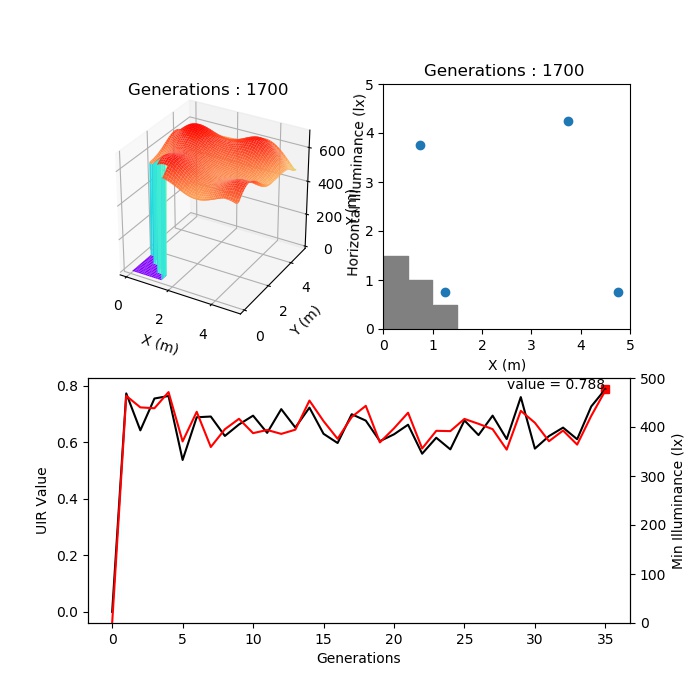 Generations : 1700
600
400
200
0
Horizontal Illuminance (lx)
0
2
4
X (m)
0
2
4
Y (m)
Generations : 1700
5
4
3
2
1
0
Y (m)
0 1 2 3 4 5
X (m)
value = 0.788
0.8
0.6
0.4
0.2
0.0
UIR Value
500
400
300
200
100
0
Min Illuminance (lx)
0 5 10 15 20 25 30 35
Generations